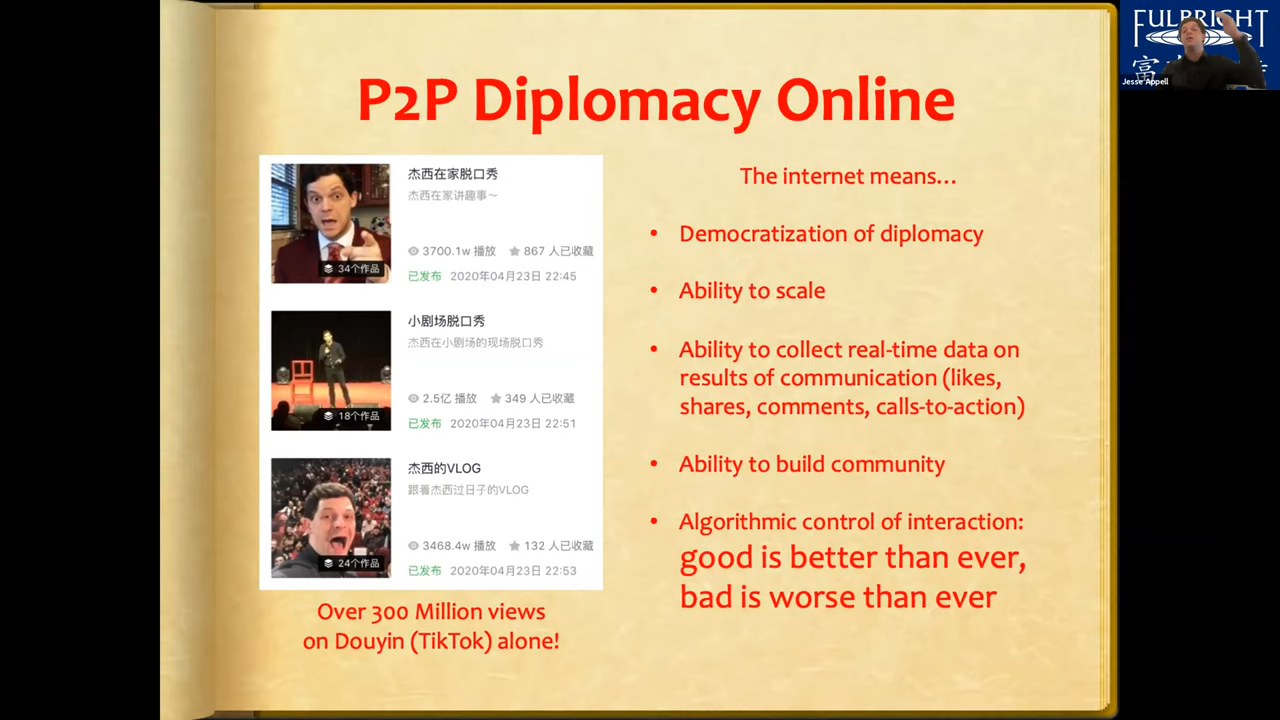 P2P Diplomacy Online
杰西在家脱口秀
杰西在家讲趣事～
3700.1w 播放 867 人已收藏
34个作品
已发布 2020年04月23日 22:45
小剧场脱口秀
杰西在小剧场的现场脱口秀
2.5亿 播放 349 人已收藏
18个作品
已发布 2020年04月23日 22:51
杰西的VLOG
跟着杰西过日子的VLOG
3468.4w 播放 132 人已收藏
24个作品
已发布 2020年04月23日 22:53
Over 300 Million views
on Douyin (TikTok) alone!
The internet means…
• Democratization of diplomacy
• Ability to scale
• Ability to collect real-time data on
results of communication (likes,
shares, comments, calls-to-action)
• Ability to build community
• Algorithmic control of interaction:
good is better than ever,
bad is worse than ever
FULBRIGHT
富
Jesse Appell